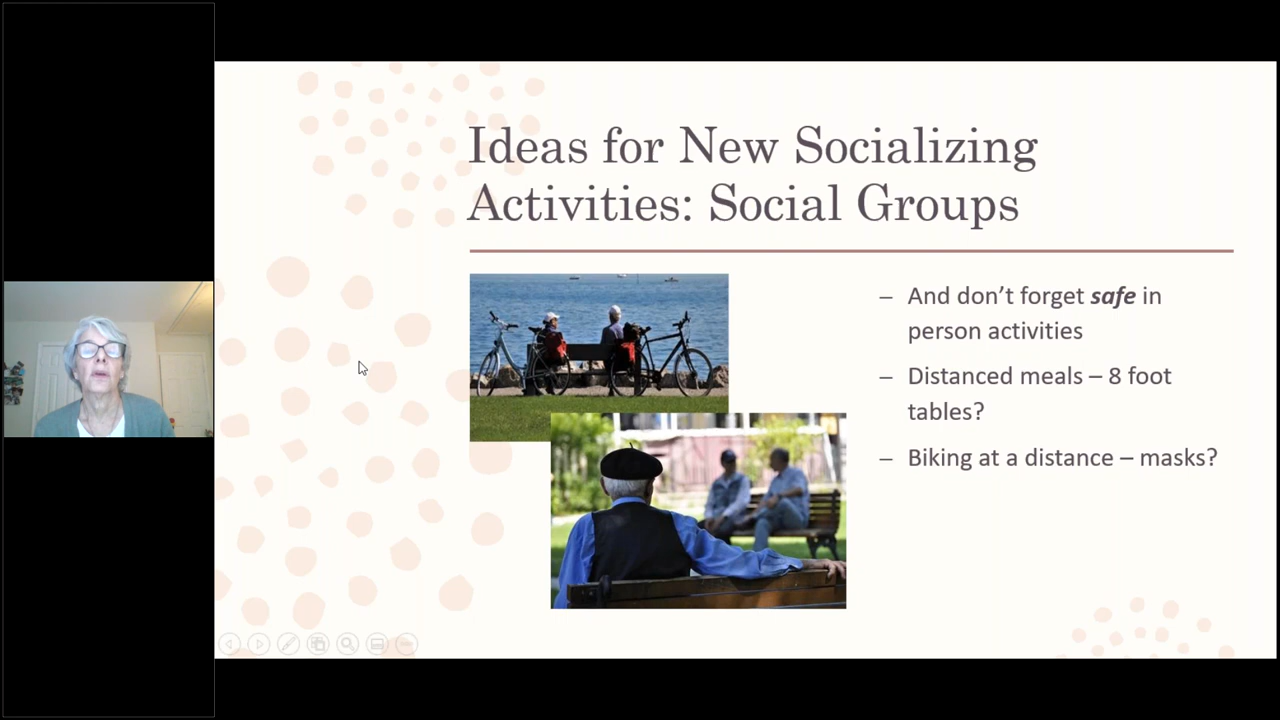 Ideas for New Socializing
Activities: Social Groups
– And don’t forget safe in
person activities
– Distanced meals – 8 foot
tables?
– Biking at a distance – masks?